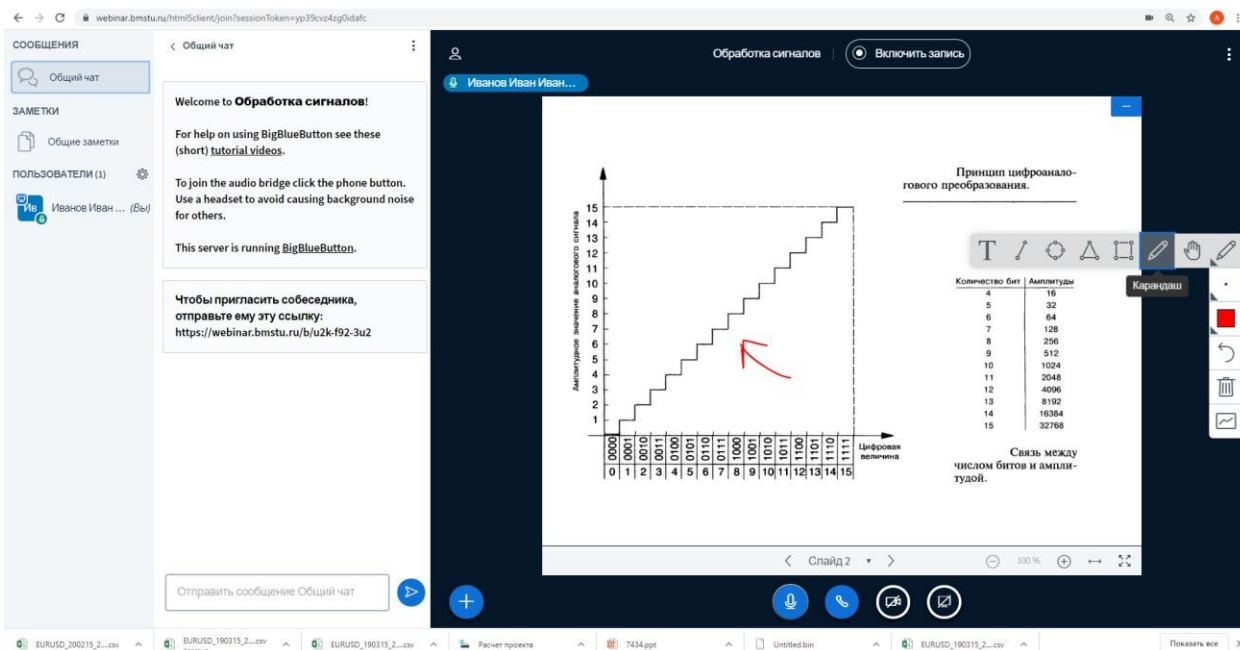 webinar.bmstu.ru/html5client/join?sessionToken=yp39cvz4zg0idafc
A
СООБЩЕНИЯ
Общий чат
ЗАМЕТКИ
Общие заметки
ПОЛЬЗОВАТЕЛИ (1)
Ив
Иванов Иван ... (Вы)
Общий чат
Welcome to Обработка сигналов!
For help on using BigBlueButton see these
(short) tutorial videos.
To join the audio bridge click the phone button.
Use a headset to avoid causing background noise
for others.
This server is running BigBlueButton.
Чтобы пригласить собеседника,
отправьте ему эту ссылку:
https://webinar.bmstu.ru/b/u2k-f92-3u2
Отправить сообщение Общий чат
Обработка сигналов
Включить запись
Иванов Иван Иван...
Амплитудное значение аналогового сигнала
15
14
13
12
11
10
9
8
7
6
5
4
3
2
1
0000 0001 0010 0011 0100 0101 0110 0111 1000 1001 1010 1011 1100 1101 1110 1111
0 1 2 3 4 5 6 7 8 9 10 11 12 13 14 15
Цифровая
величина
Принцип цифроанало-
гового преобразования.
T
Карандаш
Количество бит Амплитуды
4 16
5 32
6 64
7 128
8 256
9 512
10 1024
11 2048
12 4096
13 8192
14 16384
15 32768
Связь между
числом битов и ампли-
тудой.
Слайд 2
100 %
EURUSD_200215_2....csv
EURUSD_190315_2....csv
EURUSD_190315_2....csv
Расчет проекта
7434.ppt
Untitled.bin
EURUSD_190315_2....csv
Показать все